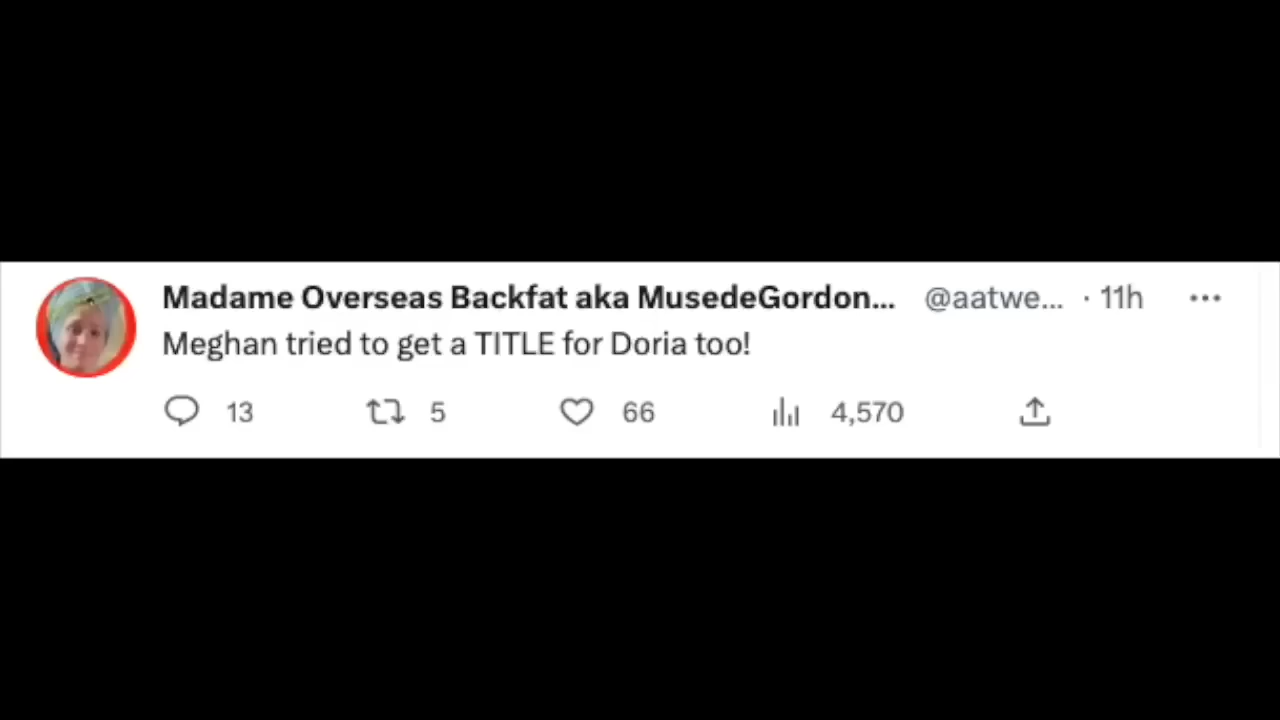 Madame Overseas Backfat aka MusedeGordon... @aatwe... · 11h
Meghan tried to get a TITLE for Doria too!
13 5 66 4,570